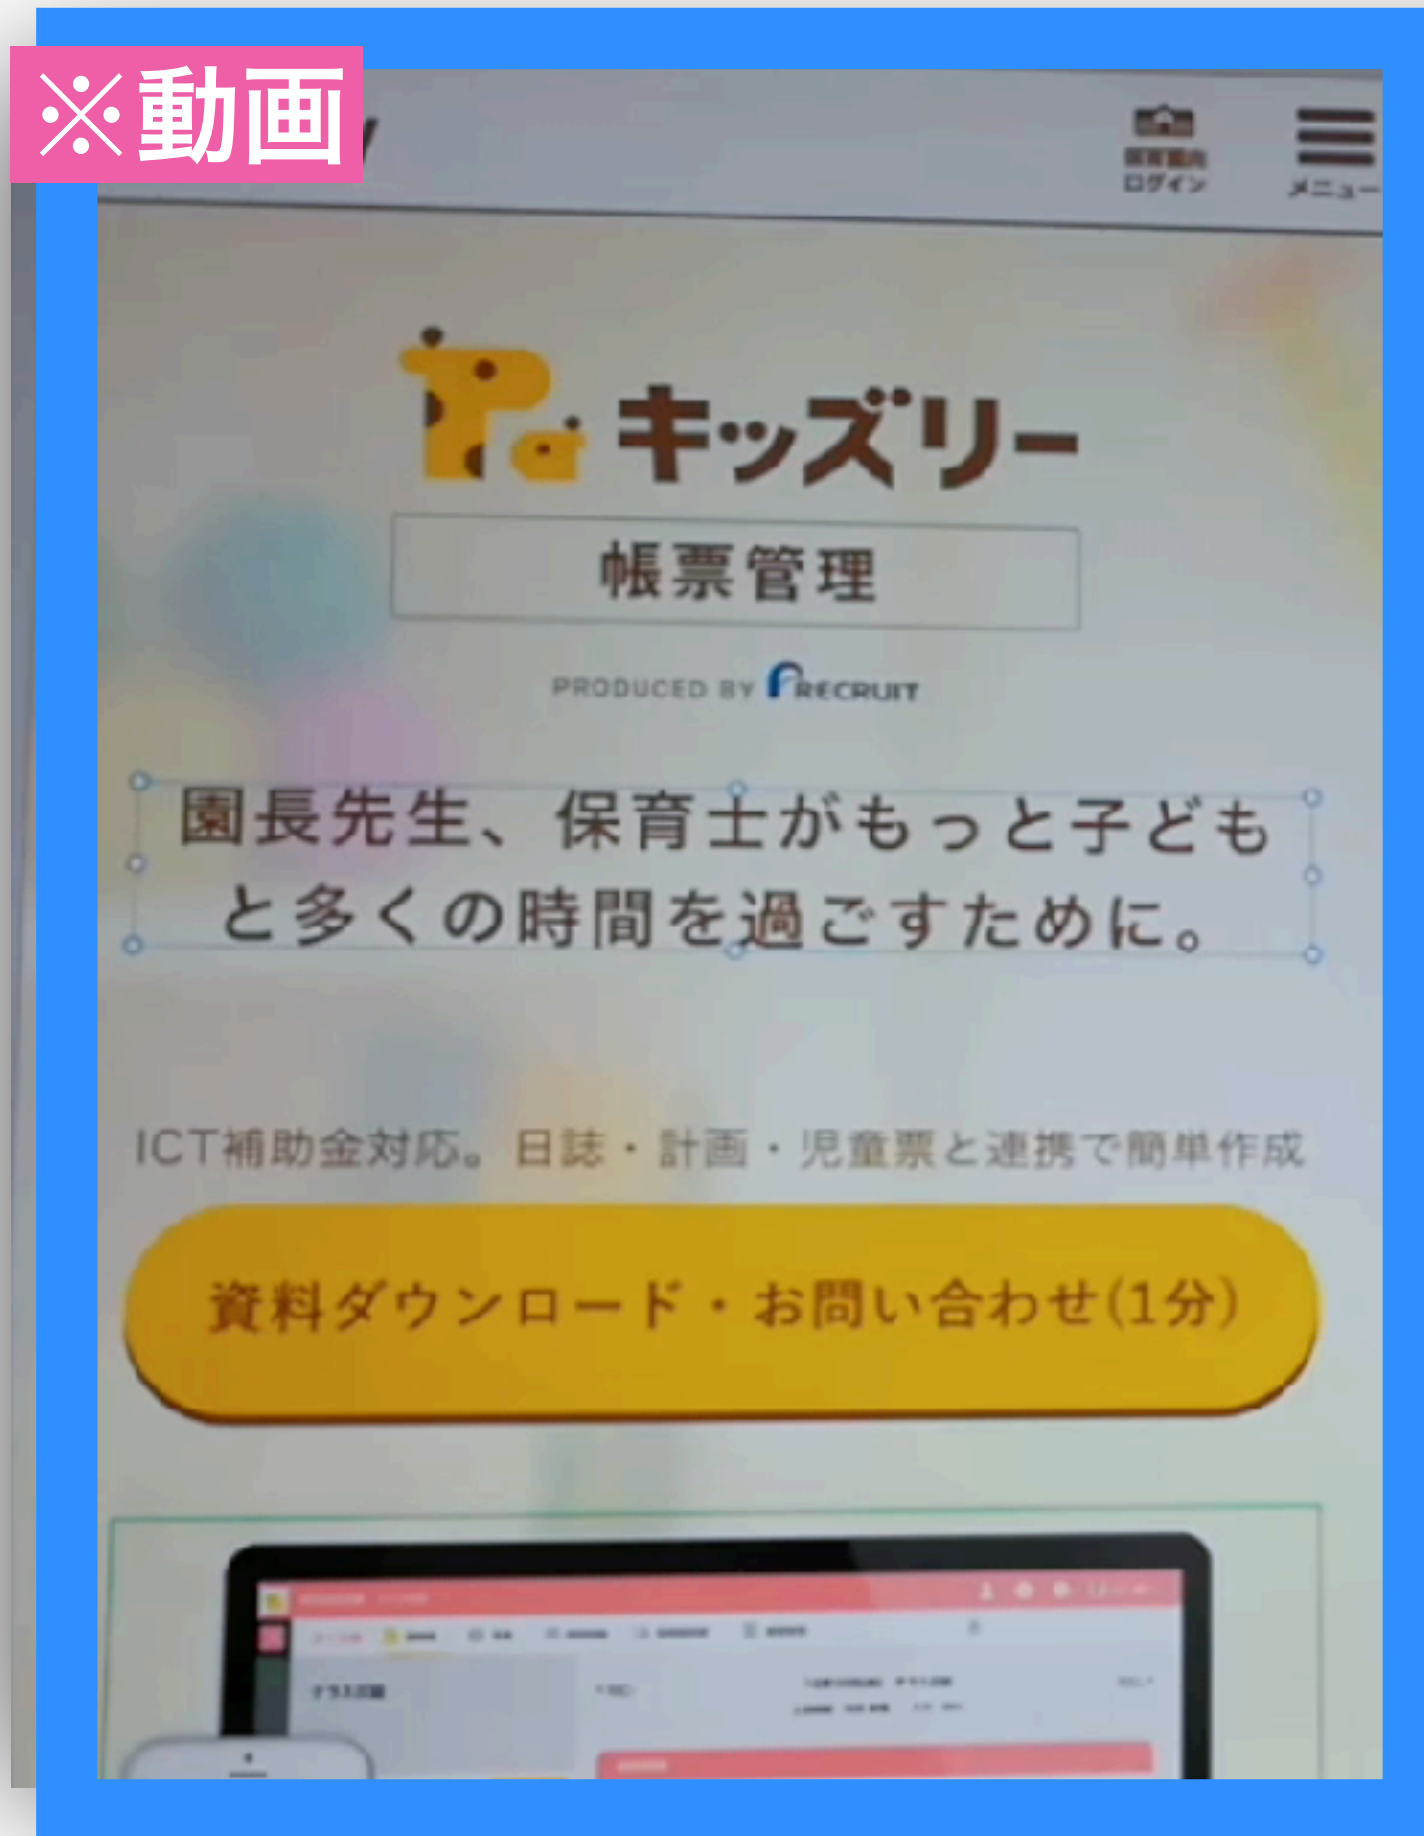 ※動画
保育園向
ログイン
メニュー
キッズリー
帳票管理
PRODUCED BY RECRUIT
園長先生、保育士がもっと子ども
と多くの時間を過ごすために。
ICT補助金対応。日誌・計画・児童票と連携で簡単作成
資料ダウンロード・お問い合わせ(1分)